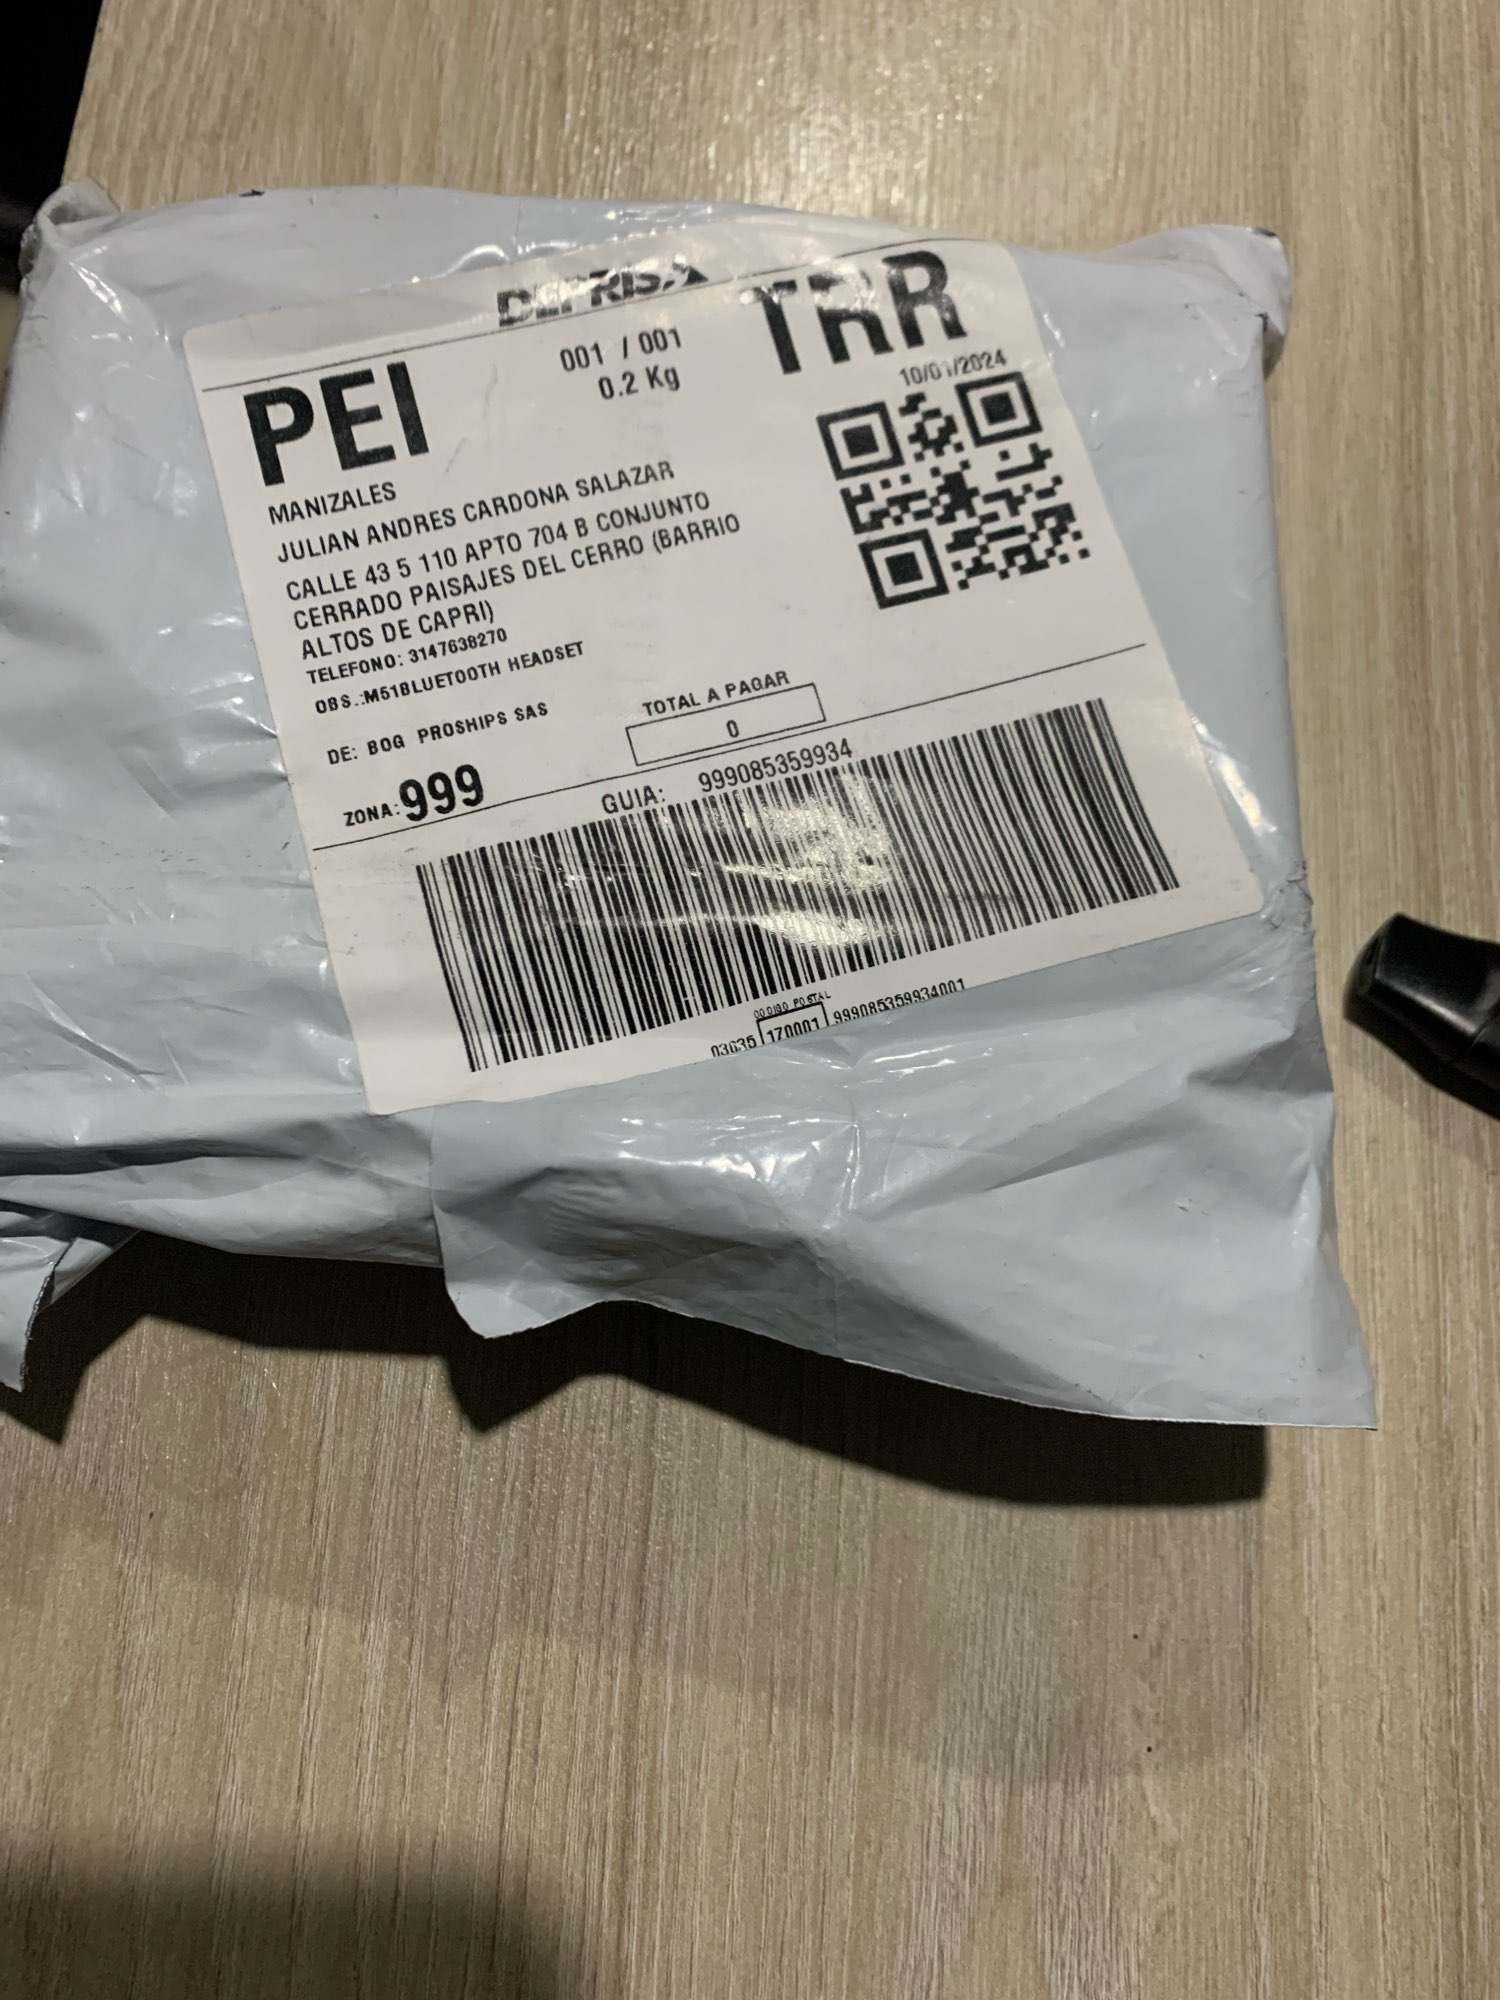 DEPRISA
PEI
001 / 001
0.2 Kg
TRR
10/01/2024
MANIZALES
JULIAN ANDRES CARDONA SALAZAR
CALLE 43 5 110 APTO 704 B CONJUNTO
CERRADO PAISAJES DEL CERRO (BARRIO
ALTOS DE CAPRI)
TELEFONO: 3147638270
OBS.:M51BLUETOOTH HEADSET
DE: BOG PROSHIPS SAS
TOTAL A PAGAR
0
ZONA: 999
GUIA: 999085359934
CODIGO POSTAL
03635 170001 999085359934001